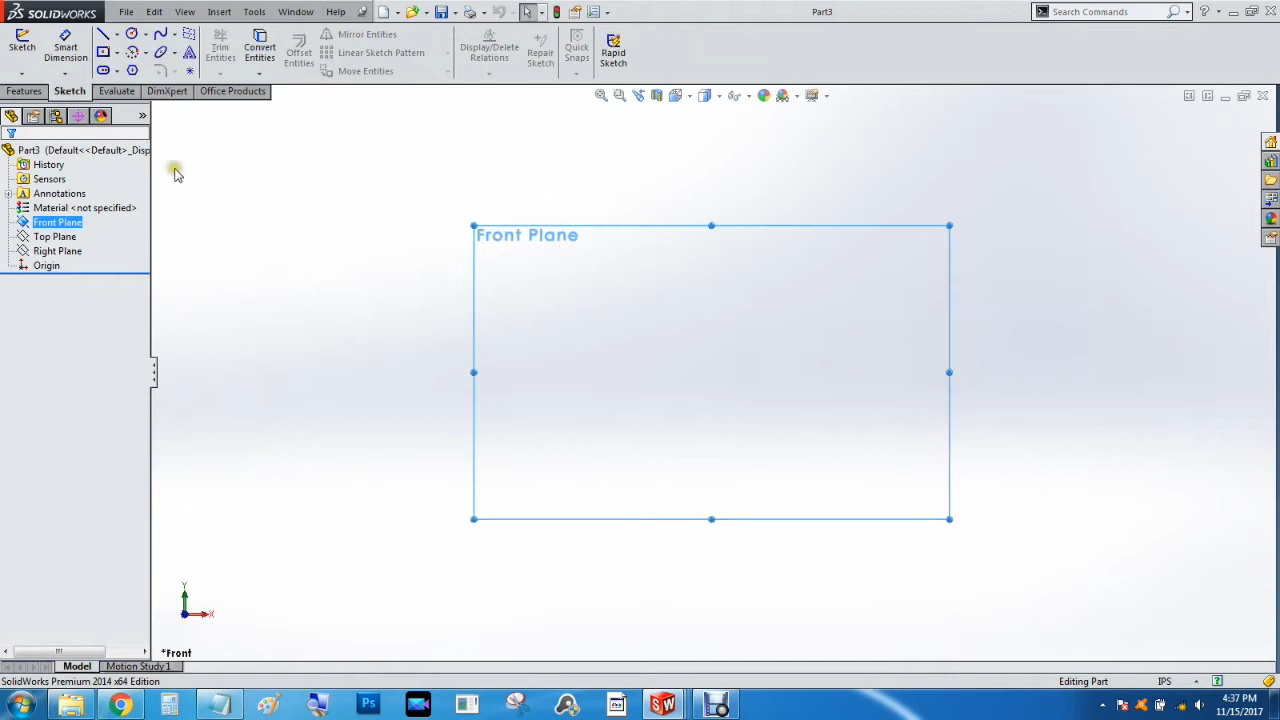 SOLIDWORKS File Edit View Insert Tools Window Help Part3 Search Commands
Sketch Smart Dimension Trim Entities Convert Entities Offset Entities Mirror Entities Linear Sketch Pattern Move Entities Display/Delete Relations Repair Sketch Quick Snaps Rapid Sketch
Features Sketch Evaluate DimXpert Office Products
Part3 (Default<<Default>_Disp
History
Sensors
A Annotations
Material <not specified>
Front Plane
Top Plane
Right Plane
Origin
Front Plane
Y
X
*Front
Model Motion Study 1
SolidWorks Premium 2014 x64 Edition Editing Part IPS
Ps SW 4:37 PM
11/15/2017